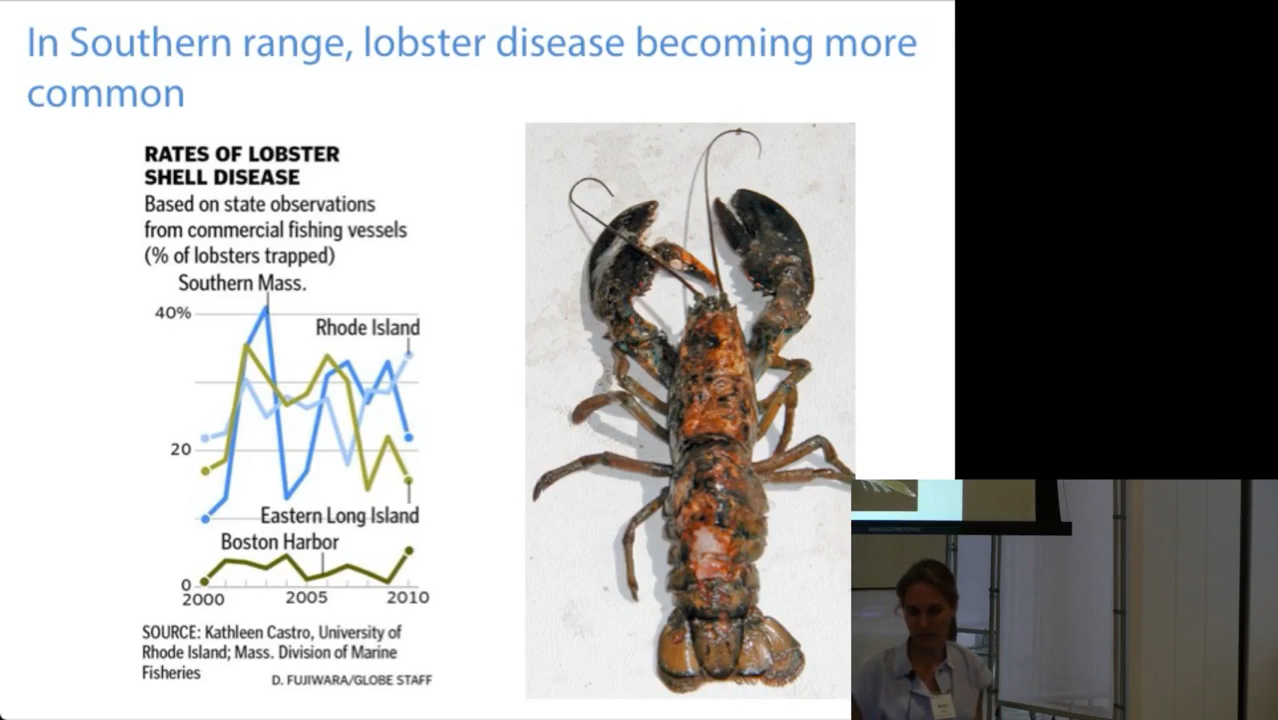 In Southern range, lobster disease becoming more
common
RATES OF LOBSTER
SHELL DISEASE
Based on state observations
from commercial fishing vessels
(% of lobsters trapped)
Southern Mass.
40%
Rhode Island
20
Eastern Long Island
Boston Harbor
0
2000
2005
2010
SOURCE: Kathleen Castro, University of
Rhode Island; Mass. Division of Marine
Fisheries
D. FUJIWARA/GLOBE STAFF